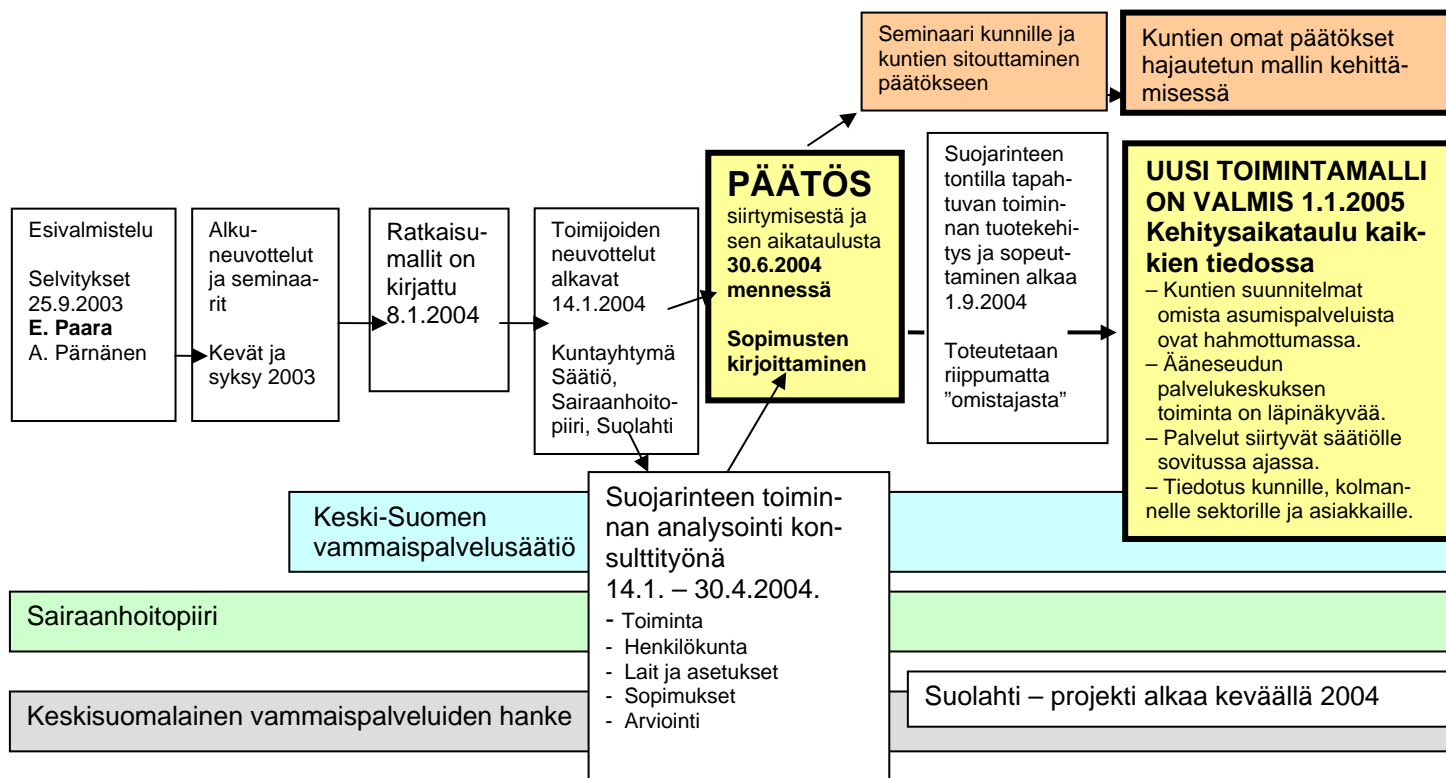 Seminaari kunnille ja
kuntien sitouttaminen
päätökseen
Kuntien omat päätökset
hajautetun mallin kehittä-
misessä
Esivalmistelu
Selvitykset
25.9.2003
E. Paara
A. Pärnänen
Alku-
neuvottelut
ja seminaa-
rit
Kevät ja
syksy 2003
Ratkaisu-
mallit on
kirjattu
8.1.2004
Toimijoiden
neuvottelut
alkavat
14.1.2004
Kuntayhtymä
Säätiö,
Sairaanhoito-
piiri, Suolahti
PÄÄTÖS
siirtymisestä ja
sen aikataulusta
30.6.2004
mennessä
Sopimusten
kirjoittaminen
Suojarinteen
tontilla tapah-
tuvan toimin-
nan tuotekehi-
tys ja sopeut-
taminen alkaa
1.9.2004
Toteutetaan
riippumatta
”omistajasta”
UUSI TOIMINTAMALLI
ON VALMIS 1.1.2005
Kehitysaikataulu kaik-
kien tiedossa
– Kuntien suunnitelmat
omista asumispalveluista
ovat hahmottumassa.
– Ääneseudun
palvelukeskuksen
toiminta on läpinäkyvää.
– Palvelut siirtyvät säätiölle
sovitussa ajassa.
– Tiedotus kunnille, kolman-
nelle sektorille ja asiakkaille.
Suojarinteen toimin-
nan analysointi kon-
sulttityönä
14.1. – 30.4.2004.
- Toiminta
- Henkilökunta
- Lait ja asetukset
- Sopimukset
- Arviointi
Keski-Suomen
vammaispalvelusäätiö
Sairaanhoitopiiri
Suolahti – projekti alkaa keväällä 2004
Keskisuomalainen vammaispalveluiden hanke